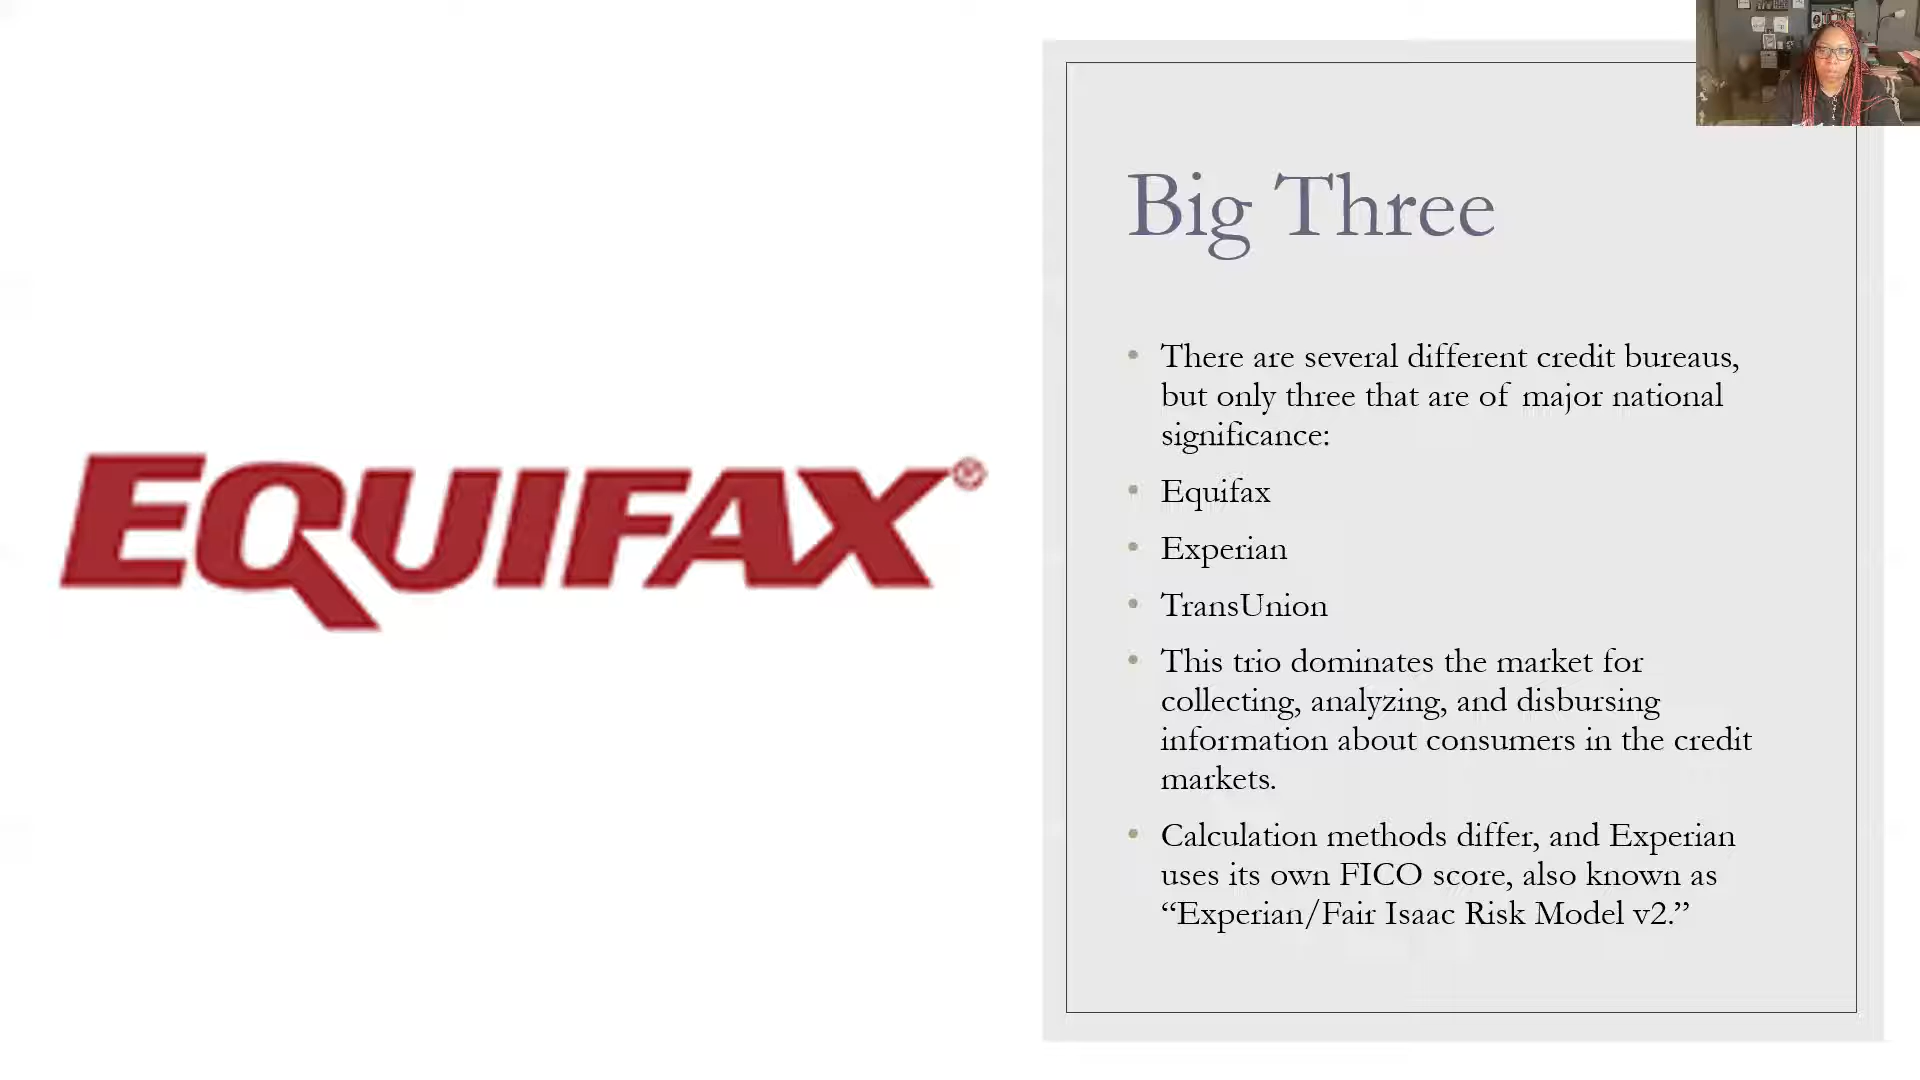 EQUIFAX®
Big Three
• There are several different credit bureaus,
but only three that are of major national
significance:
• Equifax
• Experian
• TransUnion
• This trio dominates the market for
collecting, analyzing, and disbursing
information about consumers in the credit
markets.
• Calculation methods differ, and Experian
uses its own FICO score, also known as
“Experian/Fair Isaac Risk Model v2.”